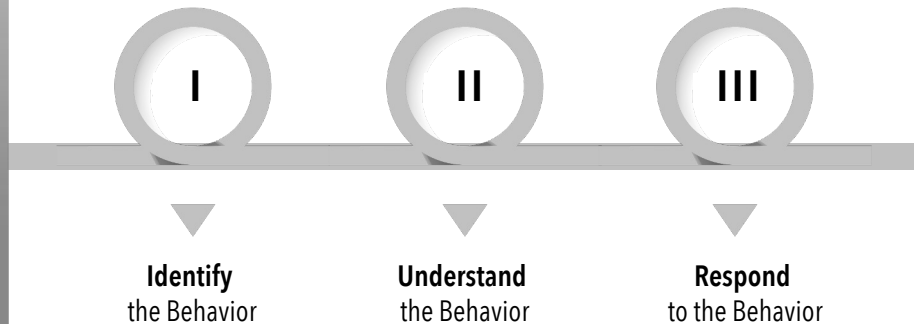 I
II
III
Identify
the Behavior
Understand
the Behavior
Respond
to the Behavior